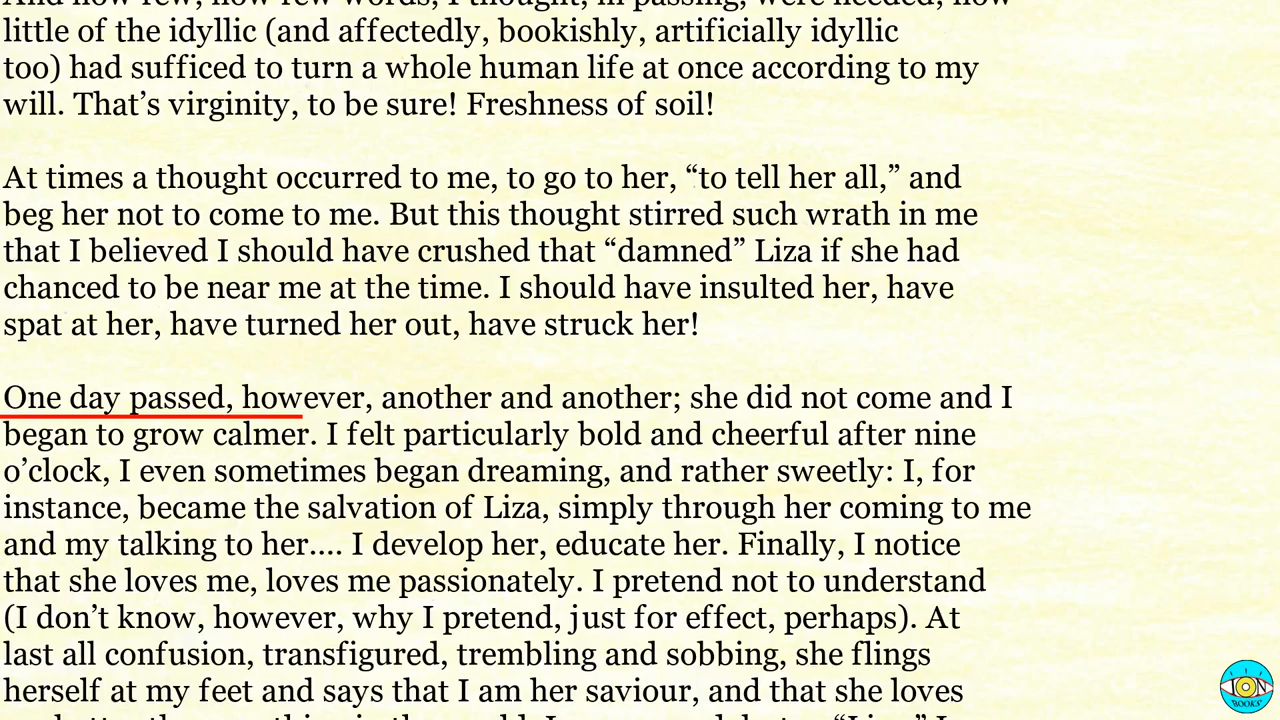 little of the idyllic (and affectedly, bookishly, artificially idyllic
too) had sufficed to turn a whole human life at once according to my
will. That’s virginity, to be sure! Freshness of soil!
At times a thought occurred to me, to go to her, “to tell her all,” and
beg her not to come to me. But this thought stirred such wrath in me
that I believed I should have crushed that “damned” Liza if she had
chanced to be near me at the time. I should have insulted her, have
spat at her, have turned her out, have struck her!
One day passed, however, another and another; she did not come and I
began to grow calmer. I felt particularly bold and cheerful after nine
o’clock, I even sometimes began dreaming, and rather sweetly: I, for
instance, became the salvation of Liza, simply through her coming to me
and my talking to her.... I develop her, educate her. Finally, I notice
that she loves me, loves me passionately. I pretend not to understand
(I don’t know, however, why I pretend, just for effect, perhaps). At
last all confusion, transfigured, trembling and sobbing, she flings
herself at my feet and says that I am her saviour, and that she loves
ION
BOOKS